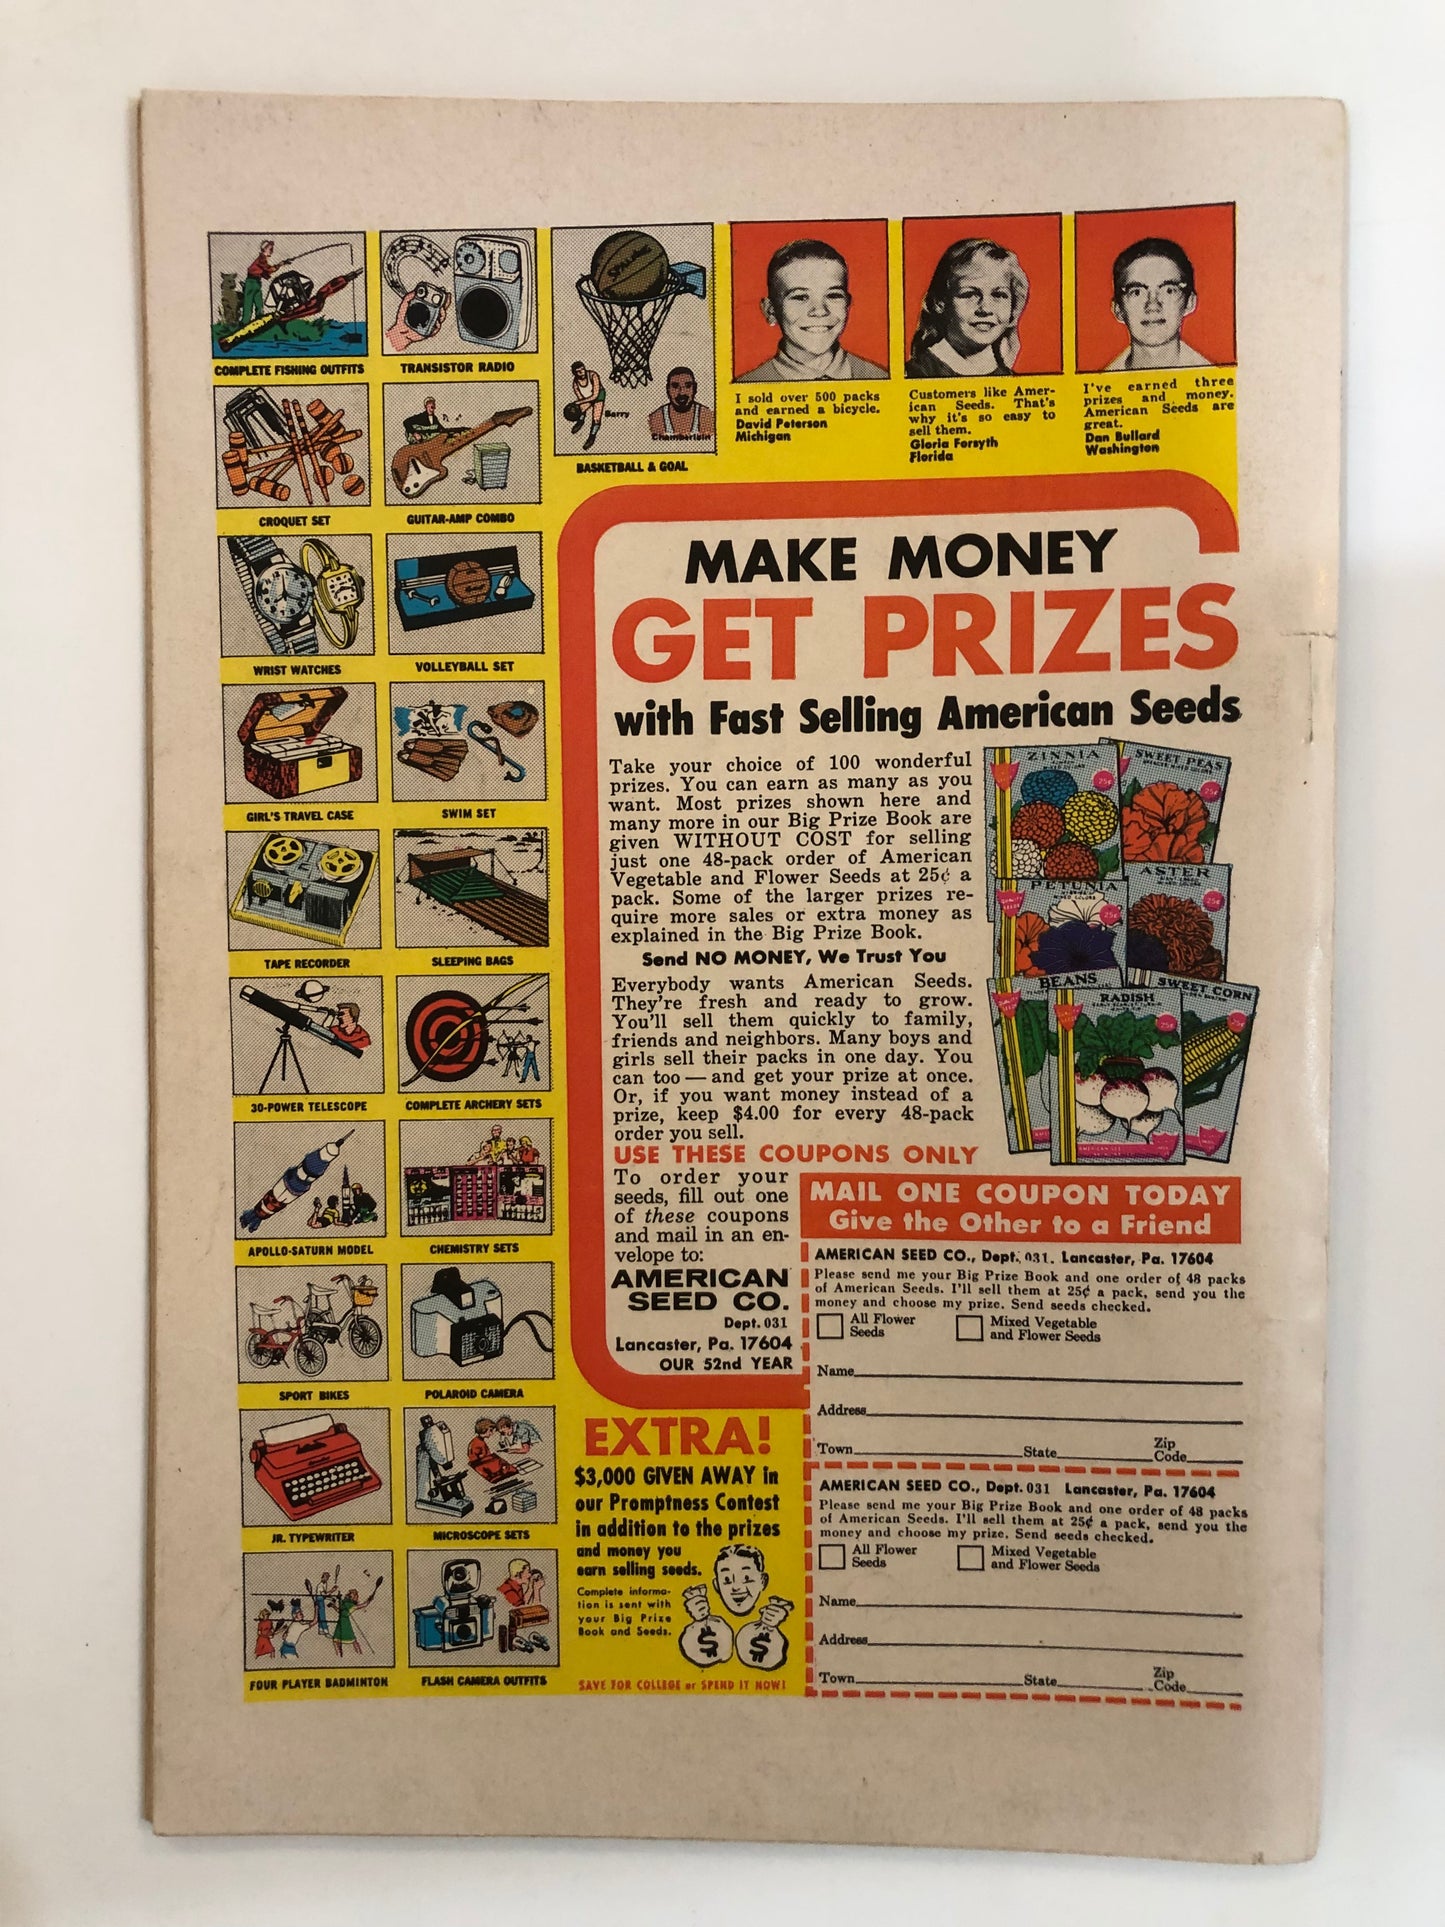 COMPLETE FISHING OUTFITS
TRANSISTOR RADIO
SPALDING
Barry
Chamberlain
BASKETBALL & GOAL
I sold over 500 packs
and earned a bicycle.
David Peterson
Michigan
Customers like Amer-
ican Seeds. That's
why it's so easy to
sell them.
Gloria Forsyth
Florida
I've earned three
prizes and money.
American Seeds are
great.
Dan Bullard
Washington
CROQUET SET
GUITAR-AMP COMBO
WRIST WATCHES
VOLLEYBALL SET
GIRL'S TRAVEL CASE
SWIM SET
TAPE RECORDER
SLEEPING BAGS
30-POWER TELESCOPE
COMPLETE ARCHERY SETS
APOLLO-SATURN MODEL
CHEMISTRY SETS
SPORT BIKES
POLAROID CAMERA
JR. TYPEWRITER
MICROSCOPE SETS
FOUR PLAYER BADMINTON
FLASH CAMERA OUTFITS
MAKE MONEY
GET PRIZES
with Fast Selling American Seeds
Take your choice of 100 wonderful
prizes. You can earn as many as you
want. Most prizes shown here and
many more in our Big Prize Book are
given WITHOUT COST for selling
just one 48-pack order of American
Vegetable and Flower Seeds at 25¢ a
pack. Some of the larger prizes re-
quire more sales or extra money as
explained in the Big Prize Book.
Send NO MONEY, We Trust You
Everybody wants American Seeds.
They're fresh and ready to grow.
You'll sell them quickly to family,
friends and neighbors. Many boys and
girls sell their packs in one day. You
can too — and get your prize at once.
Or, if you want money instead of a
prize, keep $4.00 for every 48-pack
order you sell.
ZINNIA
25¢
SWEET PEAS
25¢
PETUNIA
MIXED COLORS
25¢
ASTER
25¢
BEANS
SWEET CORN
25¢
RADISH
25¢
USE THESE COUPONS ONLY
To order your
seeds, fill out one
of these coupons
and mail in an en-
velope to:
AMERICAN
SEED CO.
Dept. 031
Lancaster, Pa. 17604
OUR 52nd YEAR
MAIL ONE COUPON TODAY
Give the Other to a Friend
AMERICAN SEED CO., Dept. 031. Lancaster, Pa. 17604
Please send me your Big Prize Book and one order of 48 packs
of American Seeds. I'll sell them at 25¢ a pack, send you the
money and choose my prize. Send seeds checked.
All Flower
Seeds
Mixed Vegetable
and Flower Seeds
Name
Address
Town State Zip Code
AMERICAN SEED CO., Dept. 031 Lancaster, Pa. 17604
Please send me your Big Prize Book and one order of 48 packs
of American Seeds. I'll sell them at 25¢ a pack, send you the
money and choose my prize. Send seeds checked.
All Flower
Seeds
Mixed Vegetable
and Flower Seeds
Name
Address
Town State Zip Code
EXTRA!
$3,000 GIVEN AWAY in
our Promptness Contest
in addition to the prizes
and money you
earn selling seeds.
Complete informa-
tion is sent with
your Big Prize
Book and Seeds.
$ $
SAVE FOR COLLEGE or SPEND IT NOW!